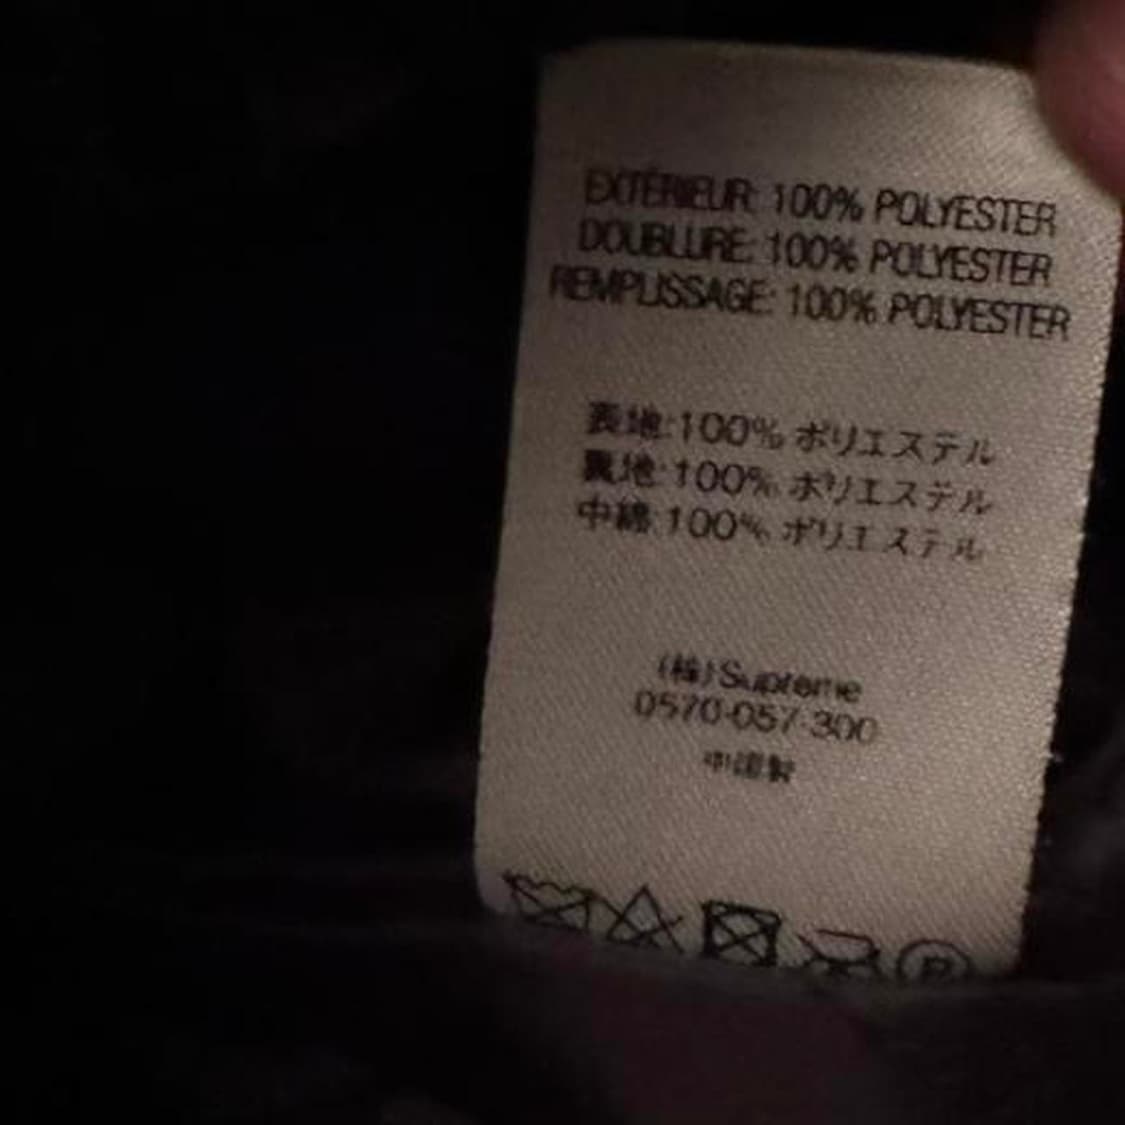 EXTÉRIEUR: 100% POLYESTER
DOUBLURE: 100% POLYESTER
REMPLISSAGE: 100% POLYESTER
表地:100% ポリエステル
裏地:100% ポリエステル
中綿:100% ポリエステル
(株)Supreme
0570-057-300
中国製
P